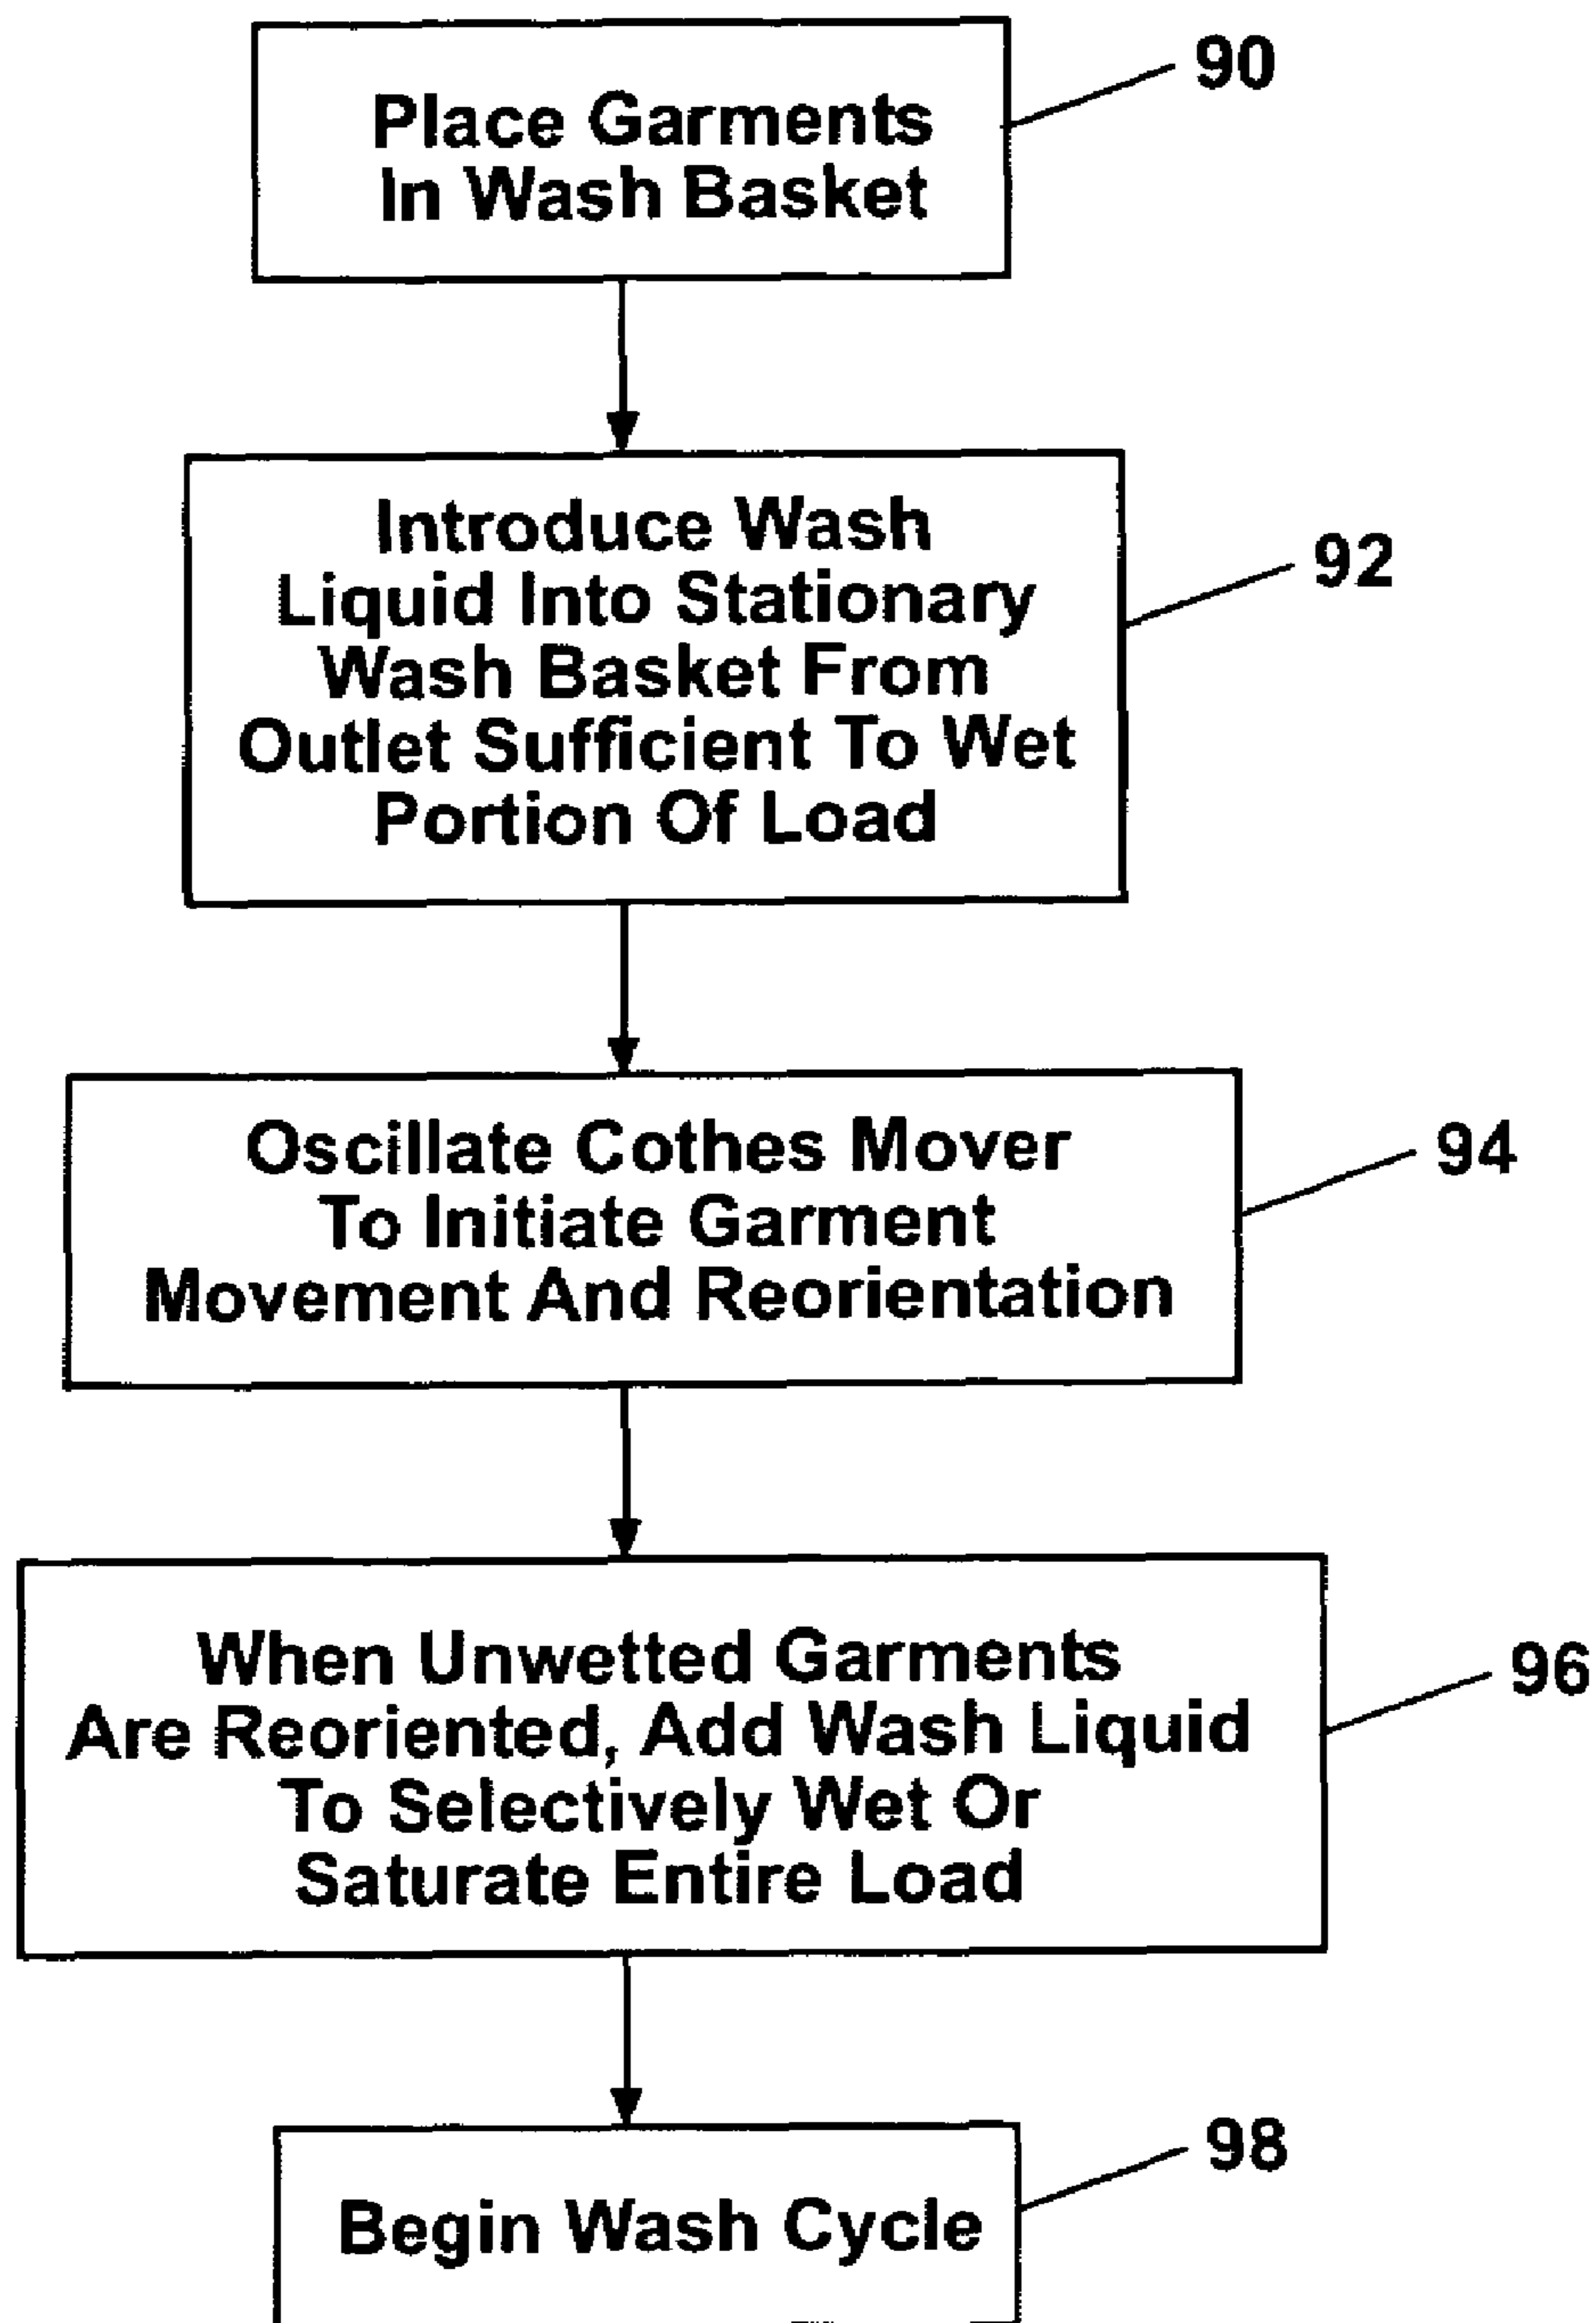 90
Place Garments
In Wash Basket
92
Introduce Wash
Liquid Into Stationary
Wash Basket From
Outlet Sufficient To Wet
Portion Of Load
94
Oscillate Cothes Mover
To Initiate Garment
Movement And Reorientation
96
When Unwetted Garments
Are Reoriented, Add Wash Liquid
To Selectively Wet Or
Saturate Entire Load
98
Begin Wash Cycle